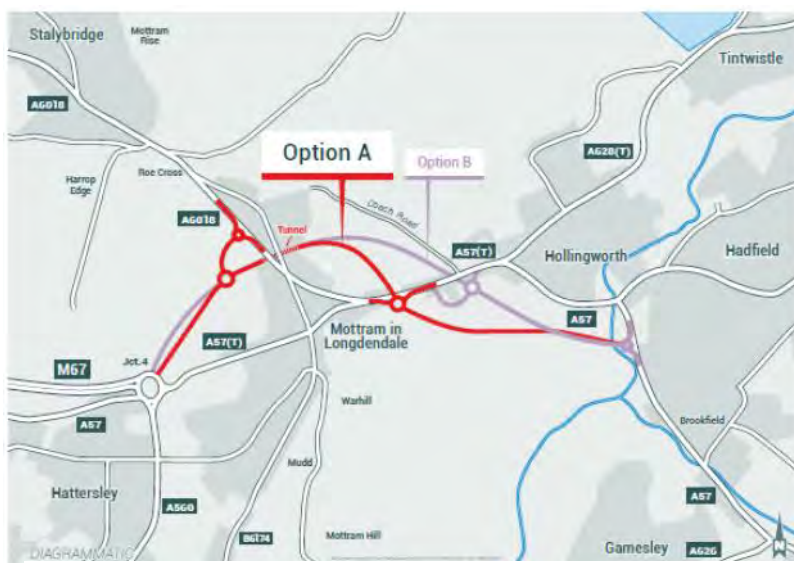 Stalybridge
Mottram
Rise
Tintwistle
A6018
Option A
Option B
A628(T)
Roe Cross
Harrop
Edge
Coach Road
A6018
Tunnel
A57(T)
Hollingworth
Hadfield
A57(T)
Mottram in
Longdendale
A57
Jct. 4
M67
Warhill
A57
Brookfield
Mudd
Hattersley
A560
A57
B6174
Mottram Hill
Gamesley
A626
N
DIAGRAMMATIC